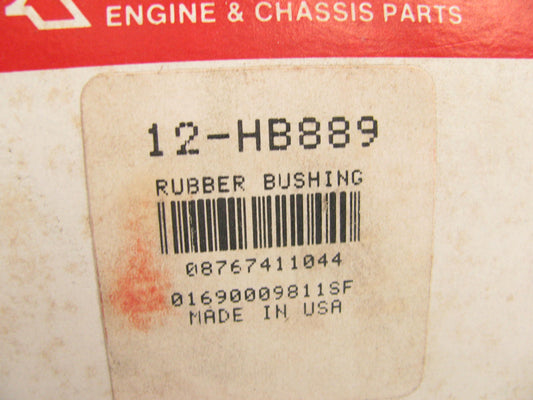 ENGINE & CHASSIS PARTS
12-HB889
RUBBER BUSHING
08767411044
01690009811SF
MADE IN USA